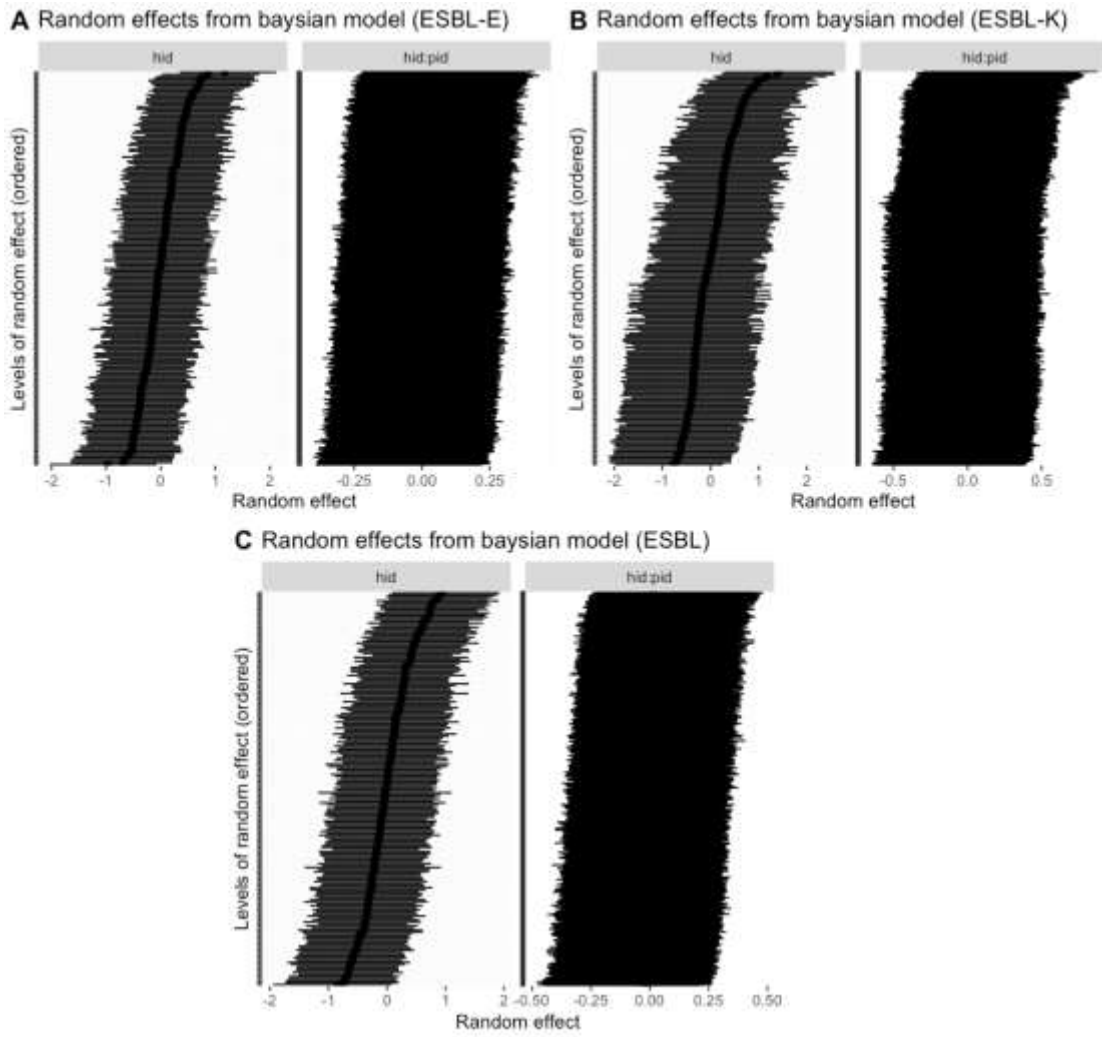 A Random effects from baysian model (ESBL-E)
hid
hid:pid
Levels of random effect (ordered)
-2 -1 0 1 2
-0.25 0.00 0.25
Random effect
B Random effects from baysian model (ESBL-K)
hid
hid:pid
Levels of random effect (ordered)
-2 -1 0 1 2
-0.5 0.0 0.5
Random effect
C Random effects from baysian model (ESBL)
hid
hid:pid
Levels of random effect (ordered)
-2 -1 0 1 2
-0.50 -0.25 0.00 0.25 0.50
Random effect